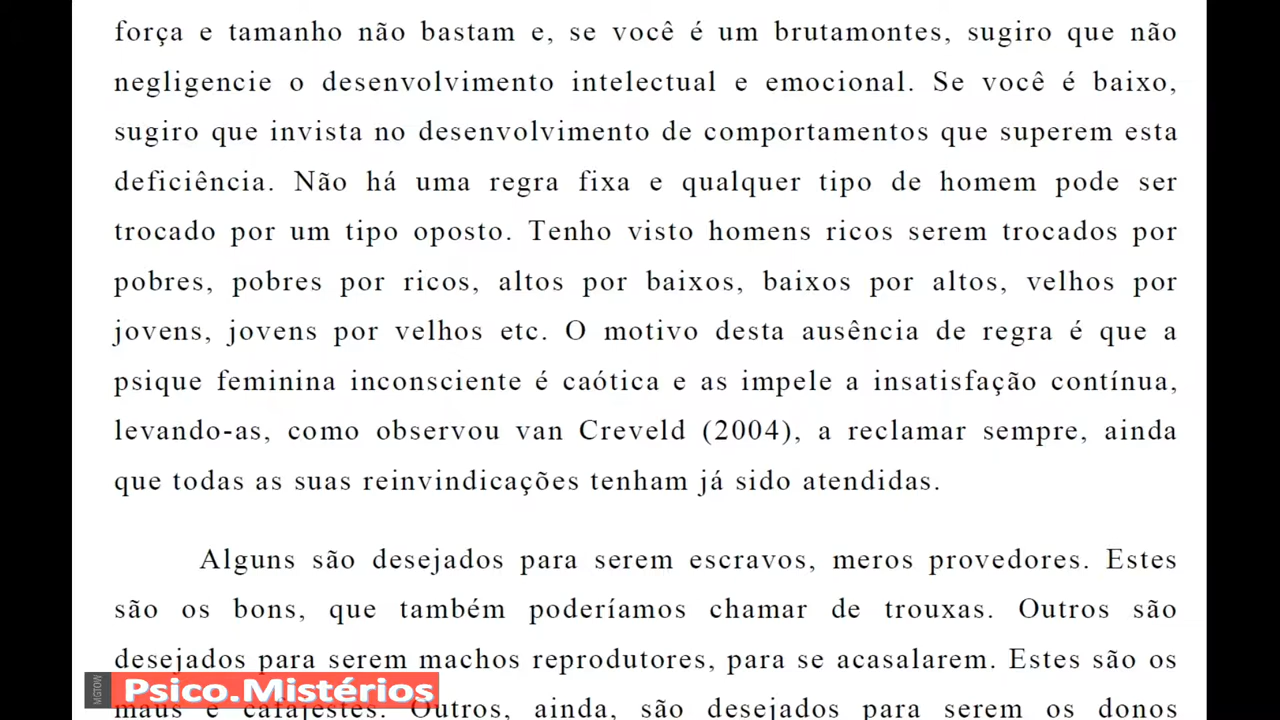 força e tamanho não bastam e, se você é um brutamontes, sugiro que não
negligencie o desenvolvimento intelectual e emocional. Se você é baixo,
sugiro que invista no desenvolvimento de comportamentos que superem esta
deficiência. Não há uma regra fixa e qualquer tipo de homem pode ser
trocado por um tipo oposto. Tenho visto homens ricos serem trocados por
pobres, pobres por ricos, altos por baixos, baixos por altos, velhos por
jovens, jovens por velhos etc. O motivo desta ausência de regra é que a
psique feminina inconsciente é caótica e as impele a insatisfação contínua,
levando-as, como observou van Creveld (2004), a reclamar sempre, ainda
que todas as suas reinvindicações tenham já sido atendidas.
Alguns são desejados para serem escravos, meros provedores. Estes
são os bons, que também poderíamos chamar de trouxas. Outros são
desejados para serem machos reprodutores, para se acasalarem. Estes são os
maus e cafajestes. Outros, ainda, são desejados para serem os donos
MGTOW
Psico.Mistérios